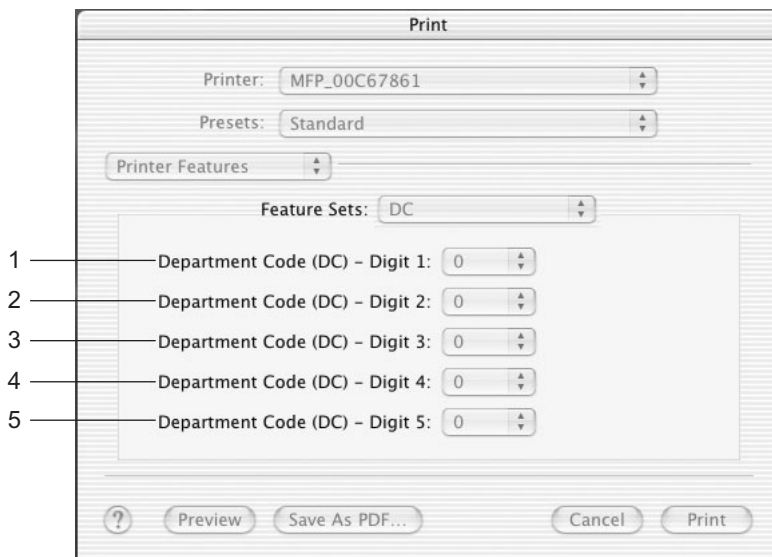 Print
Printer: MFP_00C67861
Presets: Standard
Printer Features
Feature Sets: DC
1 Department Code (DC) – Digit 1: 0
2 Department Code (DC) – Digit 2: 0
3 Department Code (DC) – Digit 3: 0
4 Department Code (DC) – Digit 4: 0
5 Department Code (DC) – Digit 5: 0
? Preview Save As PDF... Cancel Print